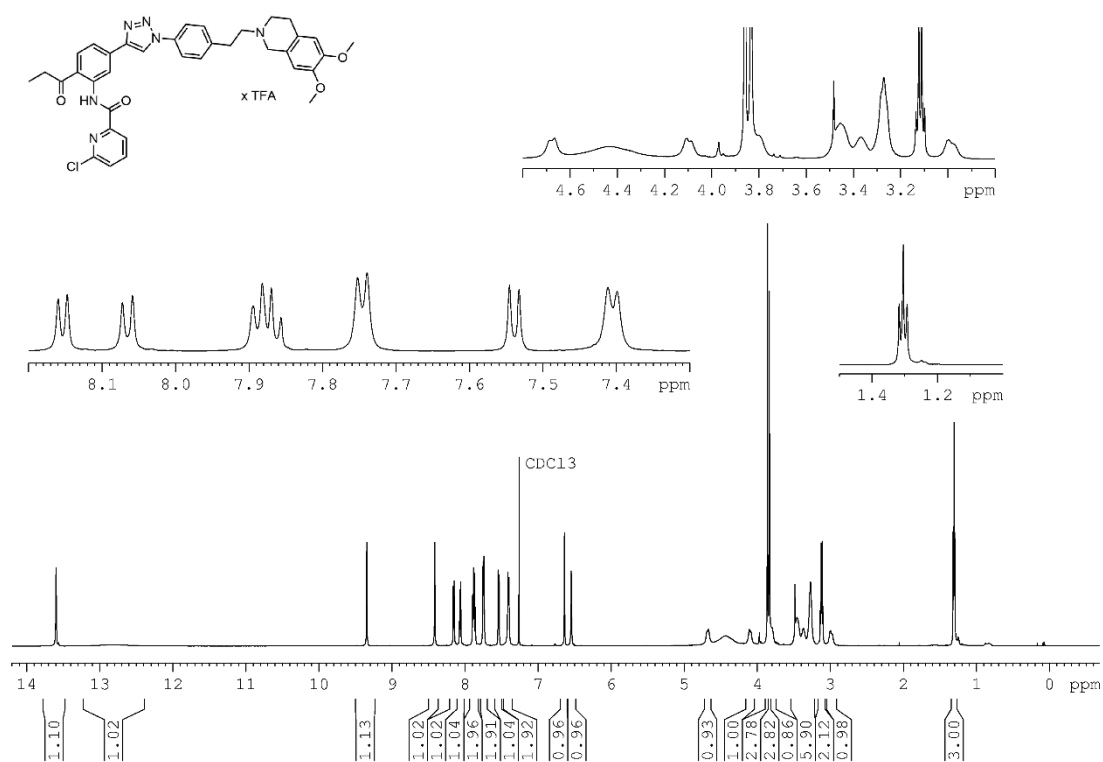 N=N
N
N
O
O
O
HN
O
x TFA
N
Cl
4.6 4.4 4.2 4.0 3.8 3.6 3.4 3.2 ppm
8.1 8.0 7.9 7.8 7.7 7.6 7.5 7.4 ppm
1.4 1.2 ppm
CDCl3
14 13 12 11 10 9 8 7 6 5 4 3 2 1 0 ppm
1.10 1.02 1.13 1.02 1.02 1.04 1.96 1.91 1.04 1.92 0.96 0.96 0.93 1.00 2.78 2.82 0.86 5.90 2.12 0.98 3.00